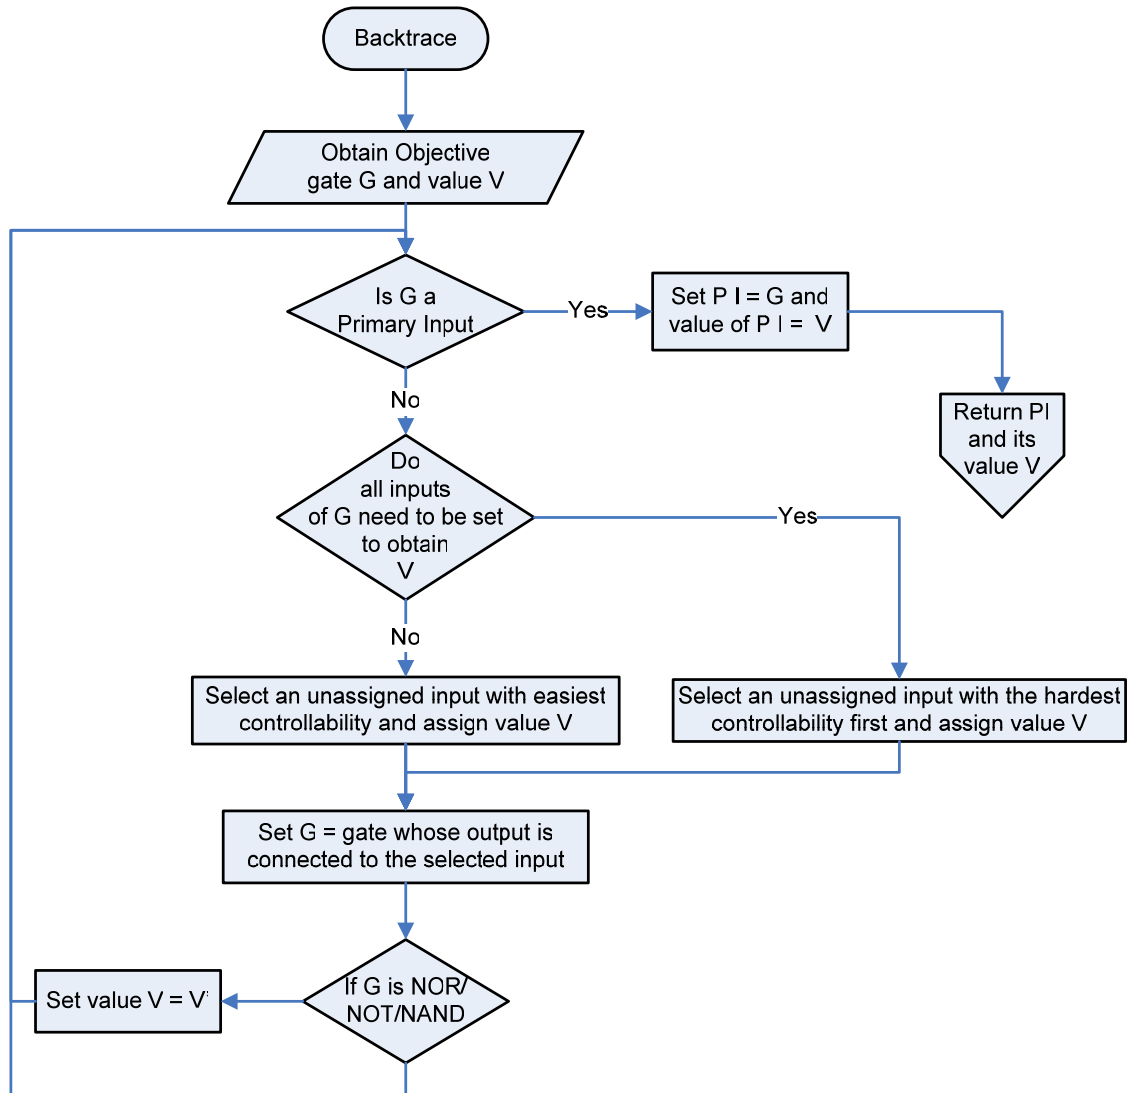 Backtrace
Obtain Objective
gate G and value V
Is G a
Primary Input
Yes
Set P I = G and
value of P I = V
No
Return PI
and its
value V
Do
all inputs
of G need to be set
to obtain
V
Yes
No
Select an unassigned input with easiest
controllability and assign value V
Select an unassigned input with the hardest
controllability first and assign value V
Set G = gate whose output is
connected to the selected input
If G is NOR/
NOT/NAND
Set value V = V'